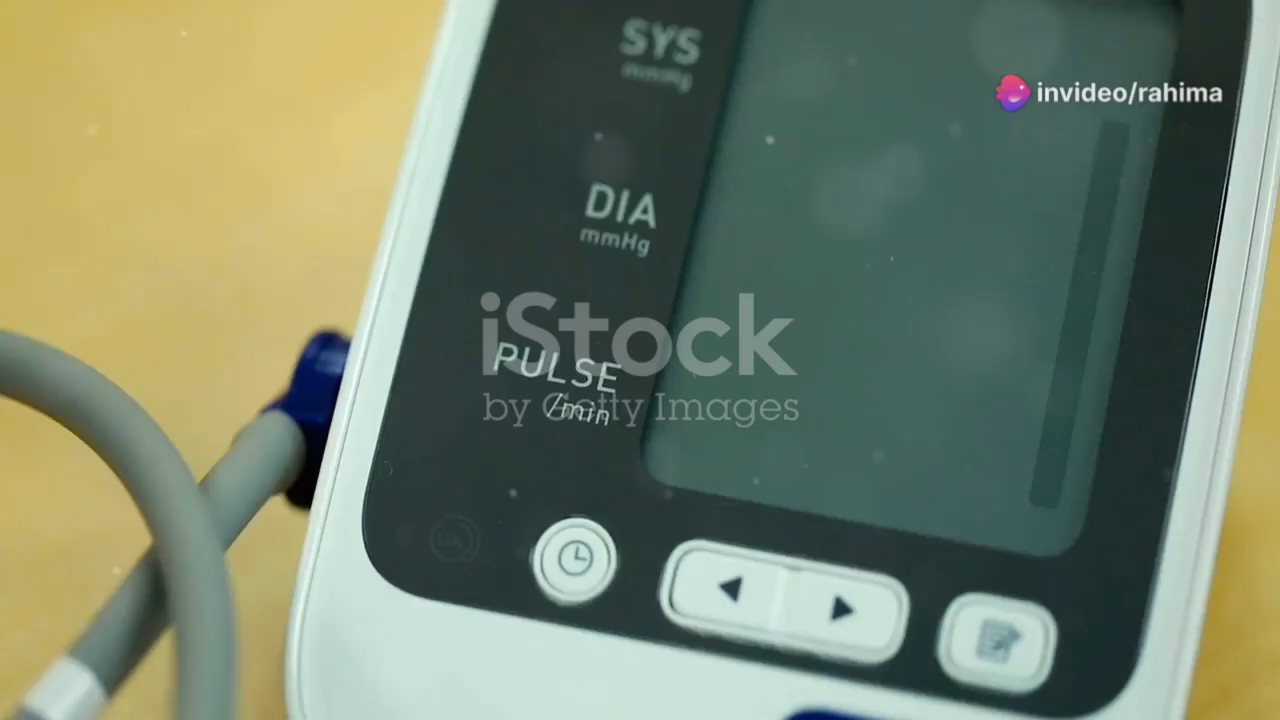 SYS
mmHg
invideo/rahima
DIA
mmHg
iStock
by Getty Images
PULSE
/min